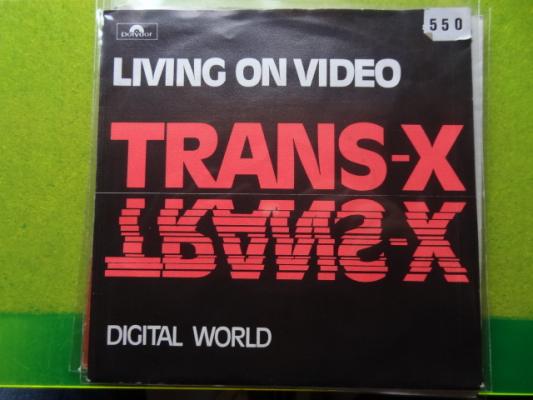 polydor
550
LIVING ON VIDEO
TRANS-X
TRANS-X
DIGITAL WORLD